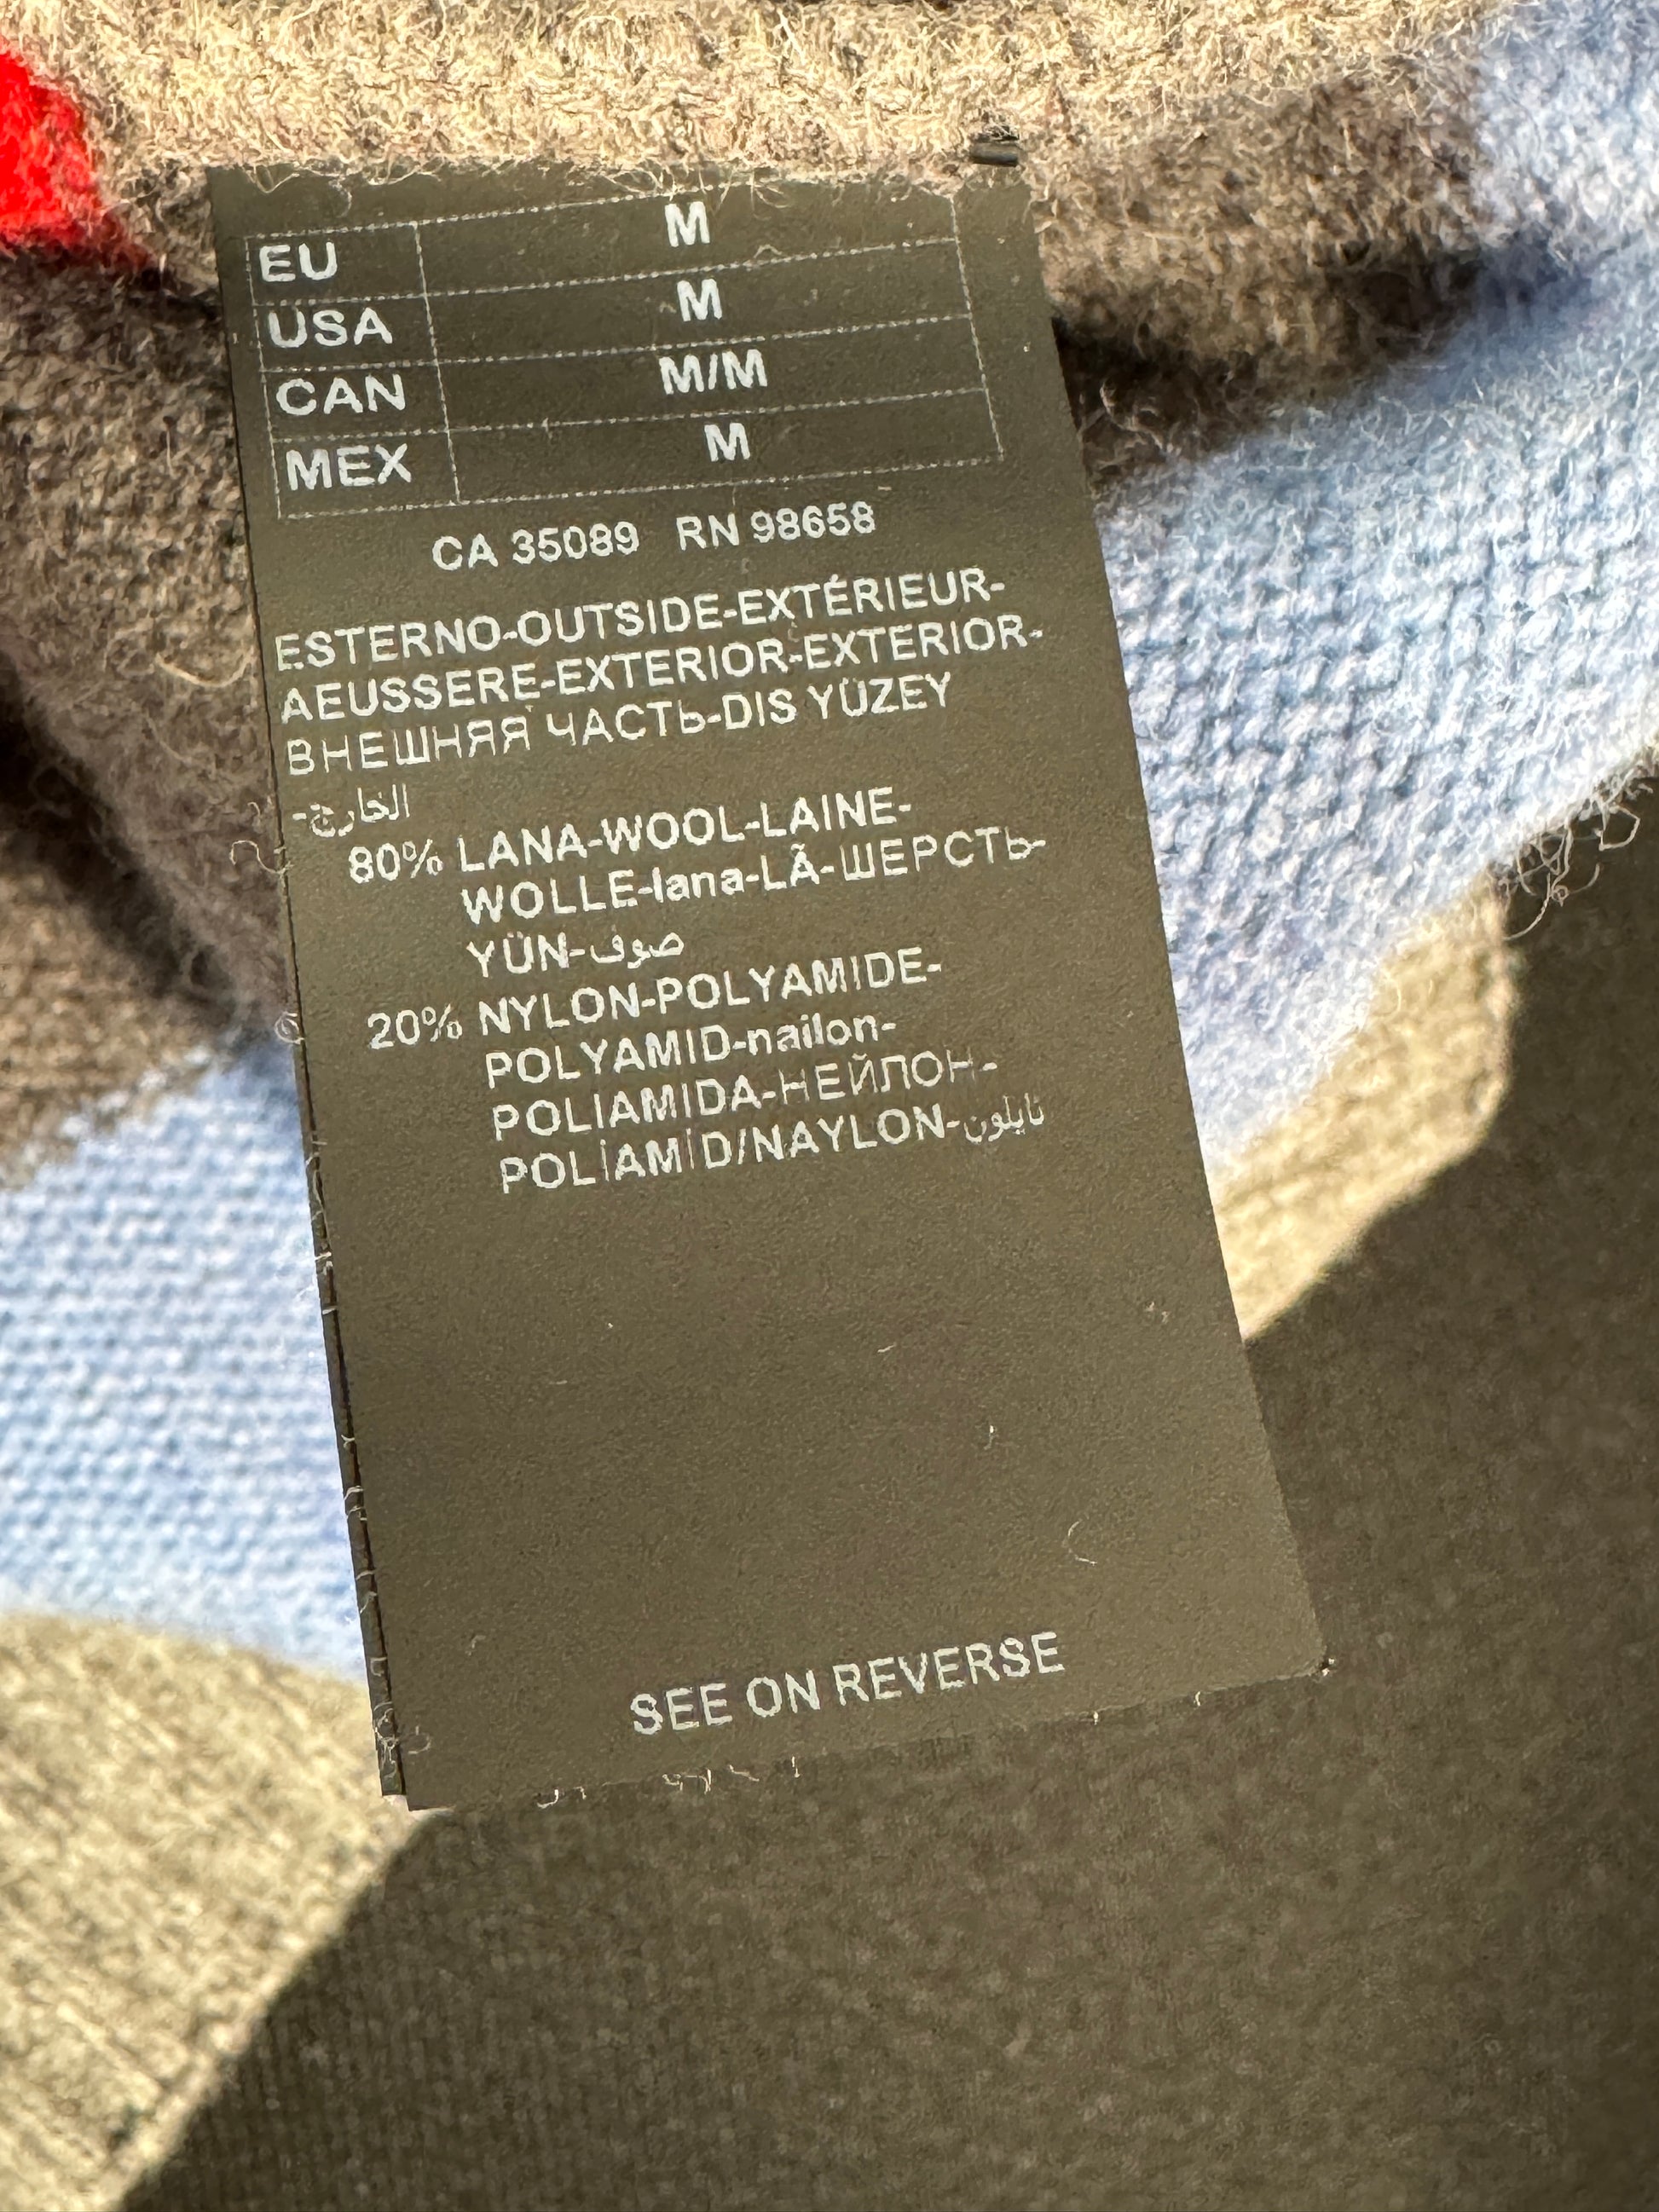 EU M
USA M
CAN M/M
MEX M
CA 35089 RN 98658
ESTERNO-OUTSIDE-EXTÉRIEUR-
AEUSSERE-EXTERIOR-EXTERIOR-
ВНЕШНЯЯ ЧАСТЬ-DIS YÜZEY
-الخارج
80% LANA-WOOL-LAINE-
WOLLE-lana-LÃ-ШЕРСТЬ-
YÜN-صوف
20% NYLON-POLYAMIDE-
POLYAMID-nailon-
POLIAMIDA-НЕЙЛОН-
POLİAMİD/NAYLON-نايلون
SEE ON REVERSE